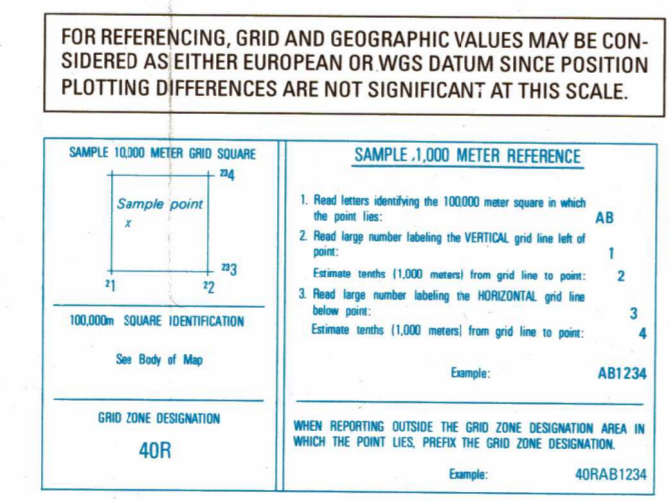 FOR REFERENCING, GRID AND GEOGRAPHIC VALUES MAY BE CON-
SIDERED AS EITHER EUROPEAN OR WGS DATUM SINCE POSITION
PLOTTING DIFFERENCES ARE NOT SIGNIFICANT AT THIS SCALE.
SAMPLE 10,000 METER GRID SQUARE
234
Sample point
x
233
21
22
100,000m SQUARE IDENTIFICATION
See Body of Map
GRID ZONE DESIGNATION
40R
SAMPLE 1,000 METER REFERENCE
1. Read letters identifying the 100,000 meter square in which
the point lies: AB
2. Read large number labeling the VERTICAL grid line left of
point: 1
Estimate tenths (1,000 meters) from grid line to point: 2
3. Read large number labeling the HORIZONTAL grid line
below point: 3
Estimate tenths (1,000 meters) from grid line to point: 4
Example: AB1234
WHEN REPORTING OUTSIDE THE GRID ZONE DESIGNATION AREA IN
WHICH THE POINT LIES, PREFIX THE GRID ZONE DESIGNATION.
Example: 40RAB1234